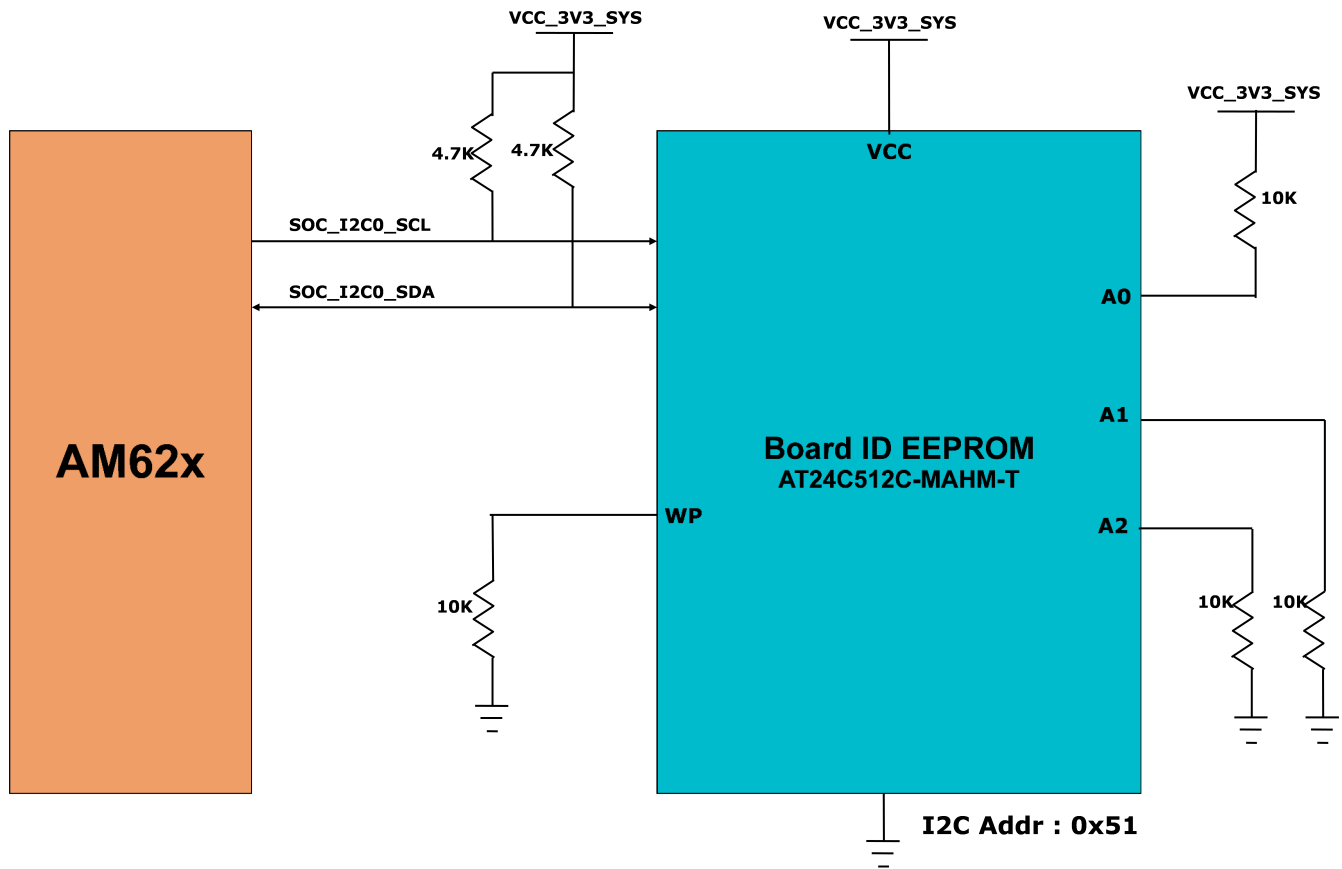 VCC_3V3_SYS
VCC_3V3_SYS
VCC_3V3_SYS
4.7K
4.7K
VCC
10K
SOC_I2C0_SCL
SOC_I2C0_SDA
A0
A1
AM62x
Board ID EEPROM
AT24C512C-MAHM-T
WP
A2
10K
10K
10K
I2C Addr : 0x51